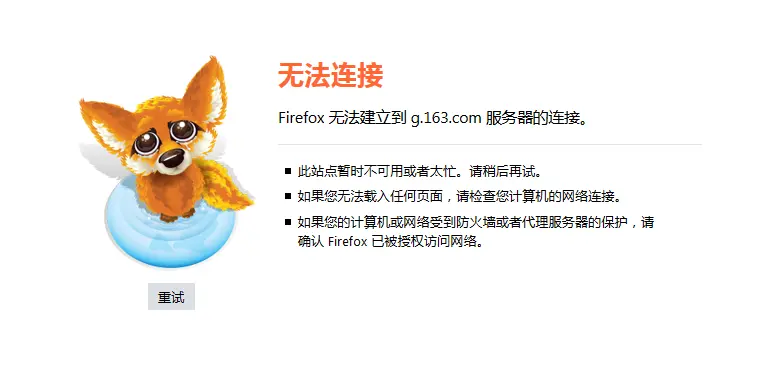 无法连接
Firefox 无法建立到 g.163.com 服务器的连接。
此站点暂时不可用或者太忙。请稍后再试。
如果您无法载入任何页面，请检查您计算机的网络连接。
如果您的计算机或网络受到防火墙或者代理服务器的保护，请
确认 Firefox 已被授权访问网络。
重试